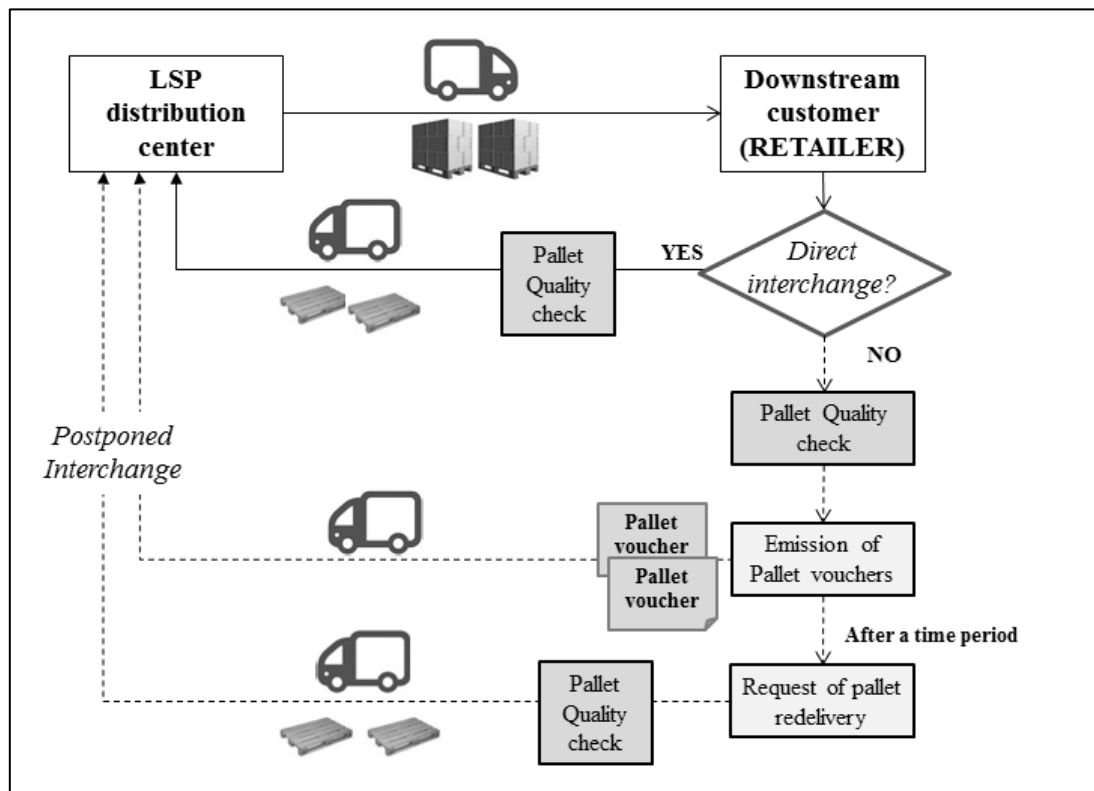 LSP
distribution
center
Downstream
customer
(RETAILER)
Direct
interchange?
YES
Pallet
Quality
check
NO
Pallet Quality
check
Postponed
Interchange
Pallet
voucher
Pallet
voucher
Emission of
Pallet vouchers
After a time period
Pallet
Quality
check
Request of pallet
redelivery